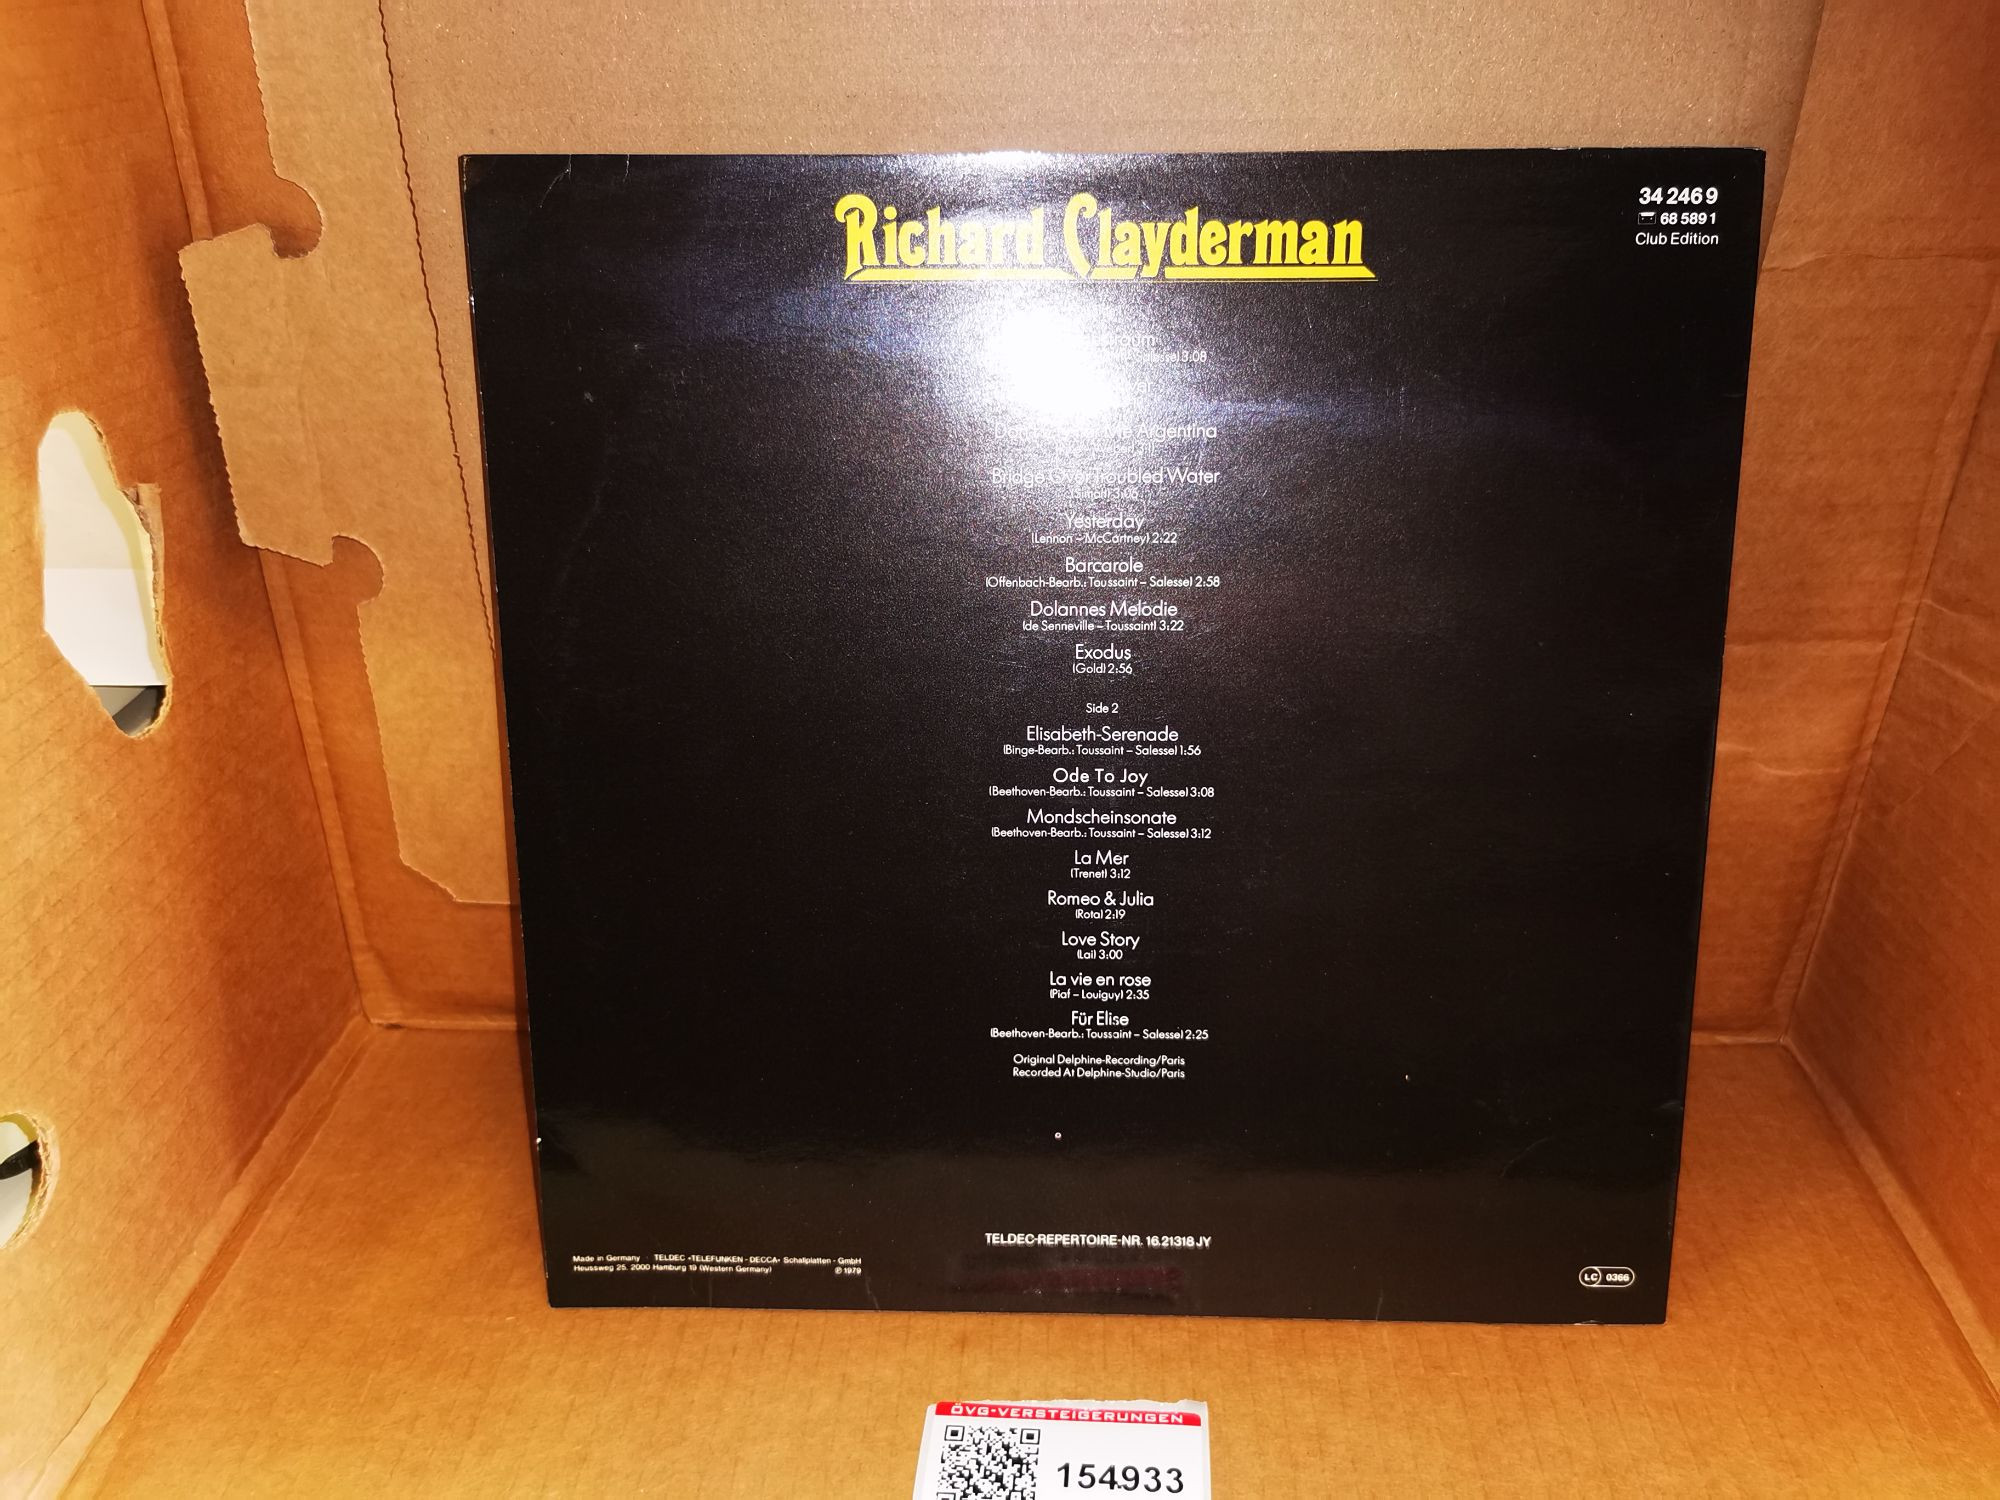 Richard Clayderman
34 246 9
68 589 1
Club Edition
3:08
Argentina
Bridge Over Troubled Water
(Simon) 3:06
Yesterday
(Lennon – McCartney) 2:22
Barcarole
(Offenbach-Bearb.: Toussaint – Salesse) 2:58
Dolannes Melodie
(de Senneville – Toussaint) 3:22
Exodus
(Gold) 2:56
Side 2
Elisabeth-Serenade
(Binge-Bearb.: Toussaint – Salesse) 1:56
Ode To Joy
(Beethoven-Bearb.: Toussaint – Salesse) 3:08
Mondscheinsonate
(Beethoven-Bearb.: Toussaint – Salesse) 3:12
La Mer
(Trenet) 3:12
Romeo & Julia
(Rota) 2:19
Love Story
(Lai) 3:00
La vie en rose
(Piaf – Louiguy) 2:35
Für Elise
(Beethoven-Bearb.: Toussaint – Salesse) 2:25
Original Delphine-Recording/Paris
Recorded At Delphine-Studio/Paris
TELDEC-REPERTOIRE-NR. 16.21318 JY
Made in Germany · TELDEC »TELEFUNKEN - DECCA« Schallplatten - GmbH
Heussweg 25. 2000 Hamburg 19 (Western Germany) ℗ 1979
LC 0366
ÖVG-VERSTEIGERUNGEN
154933